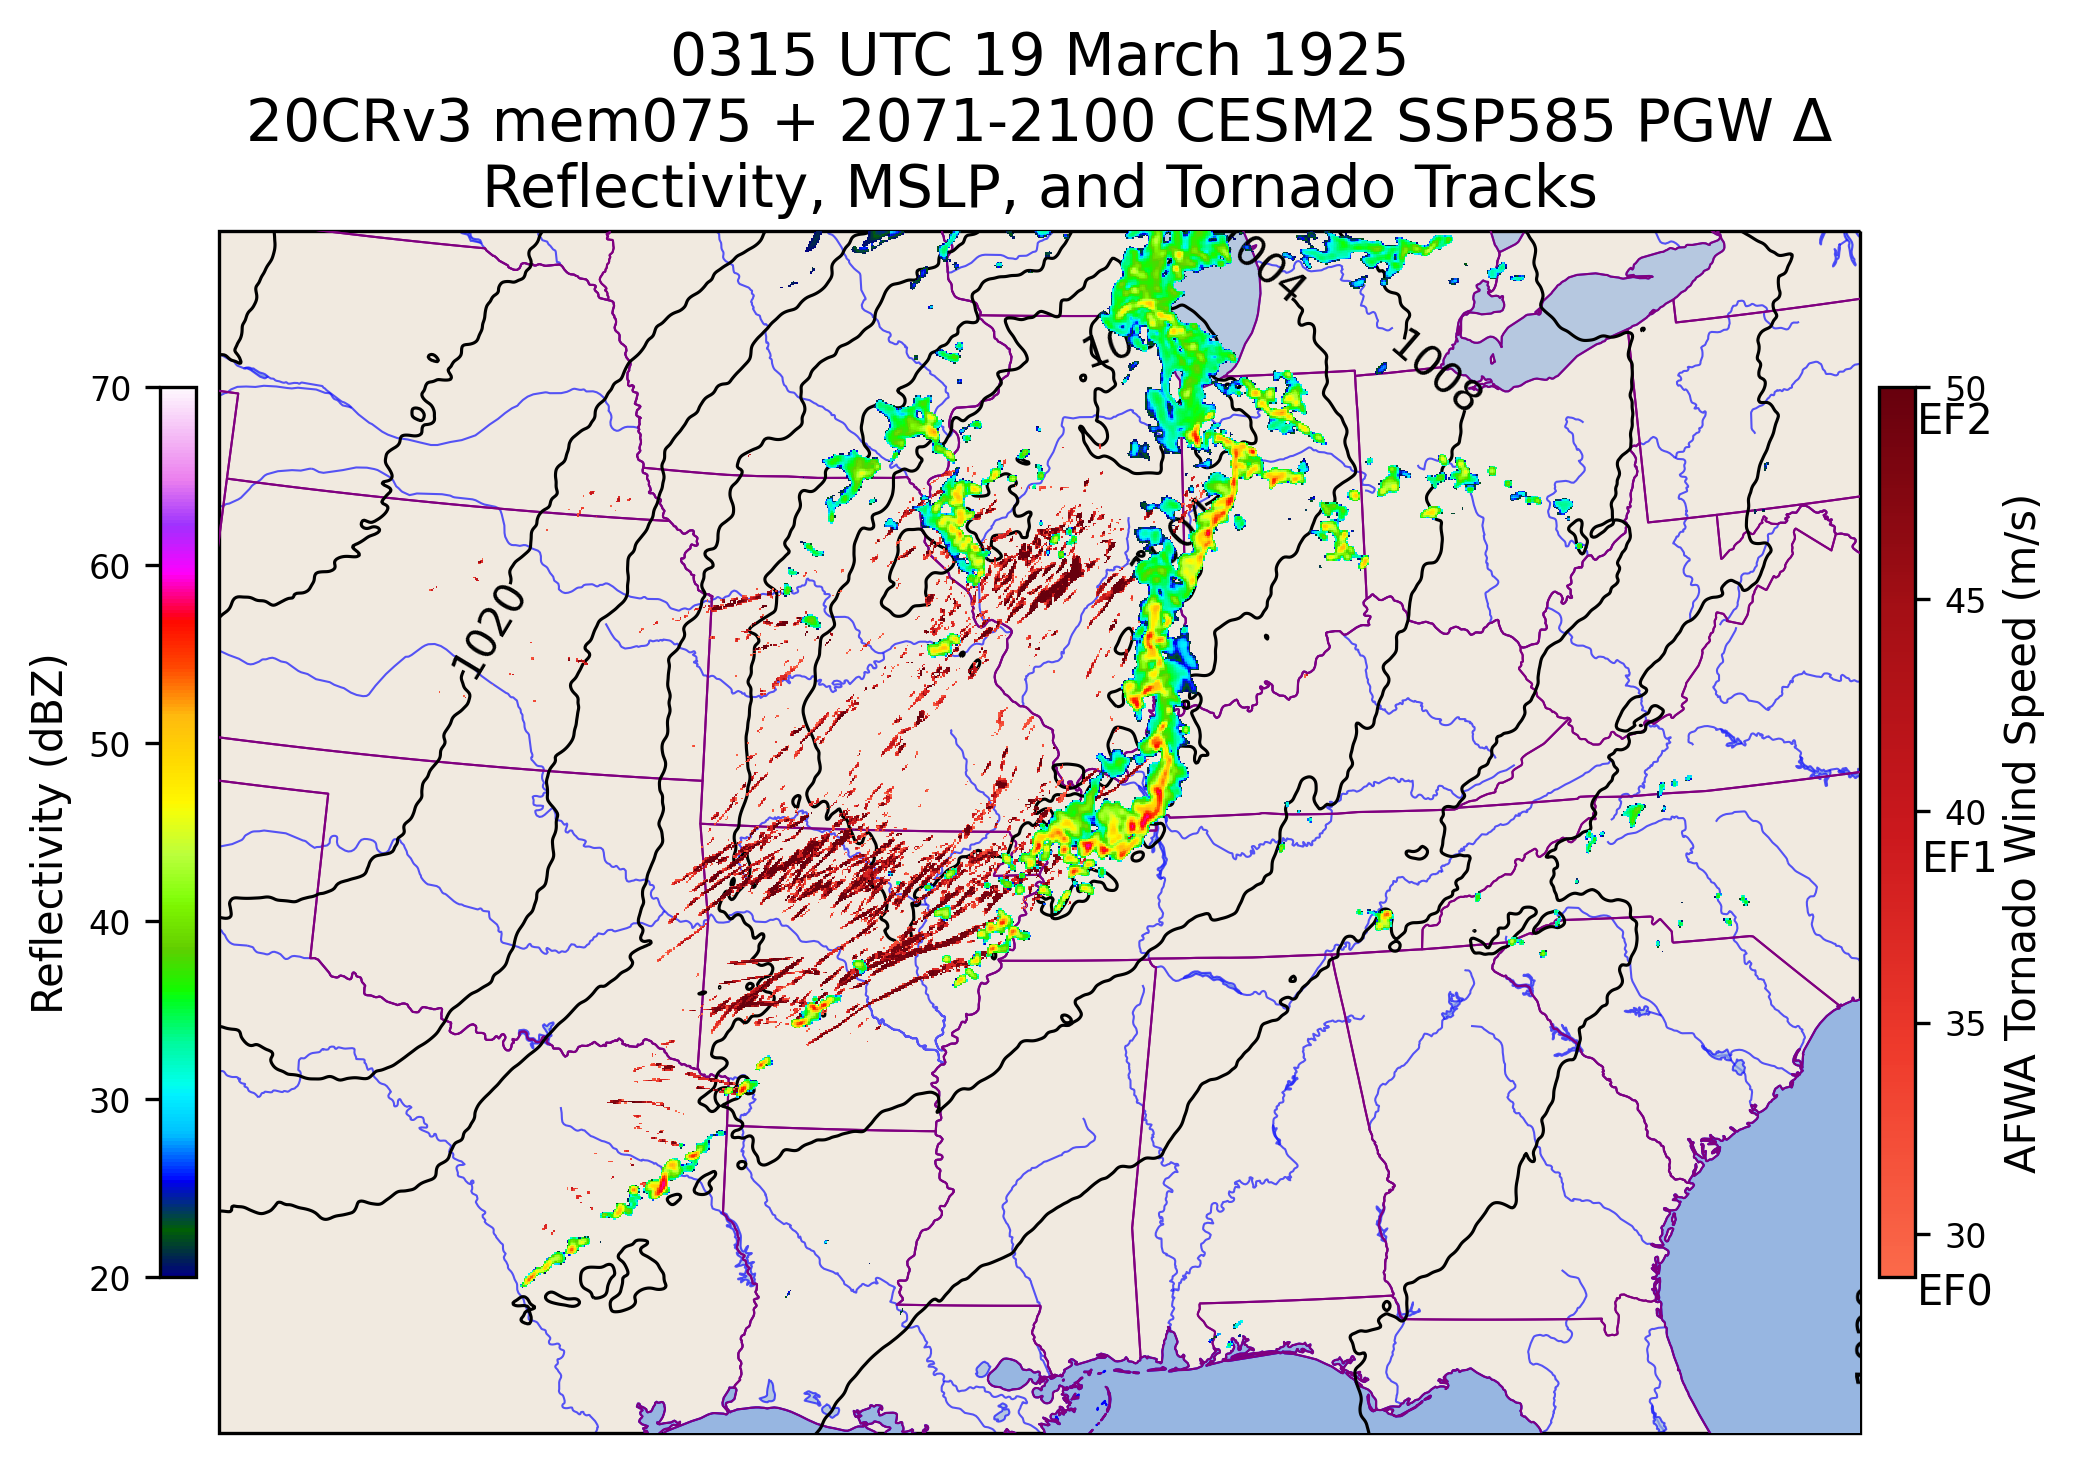 0315 UTC 19 March 1925
20CRv3 mem075 + 2071-2100 CESM2 SSP585 PGW Δ
Reflectivity, MSLP, and Tornado Tracks
Reflectivity (dBZ)
70
60
50
40
30
20
1020
1008
50
EF2
45
40
EF1
35
30
EF0
AFWA Tornado Wind Speed (m/s)